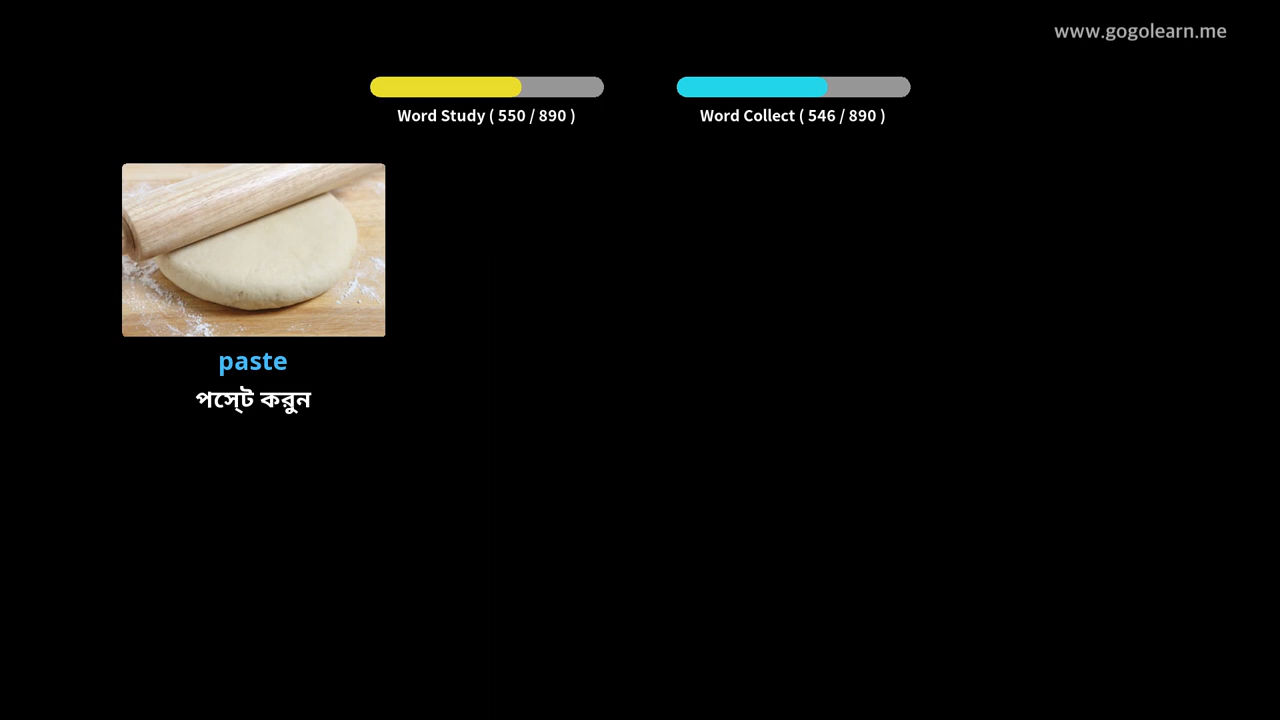 www.gogolearn.me
Word Study ( 550 / 890 )
Word Collect ( 546 / 890 )
paste
পেস্ট করুন